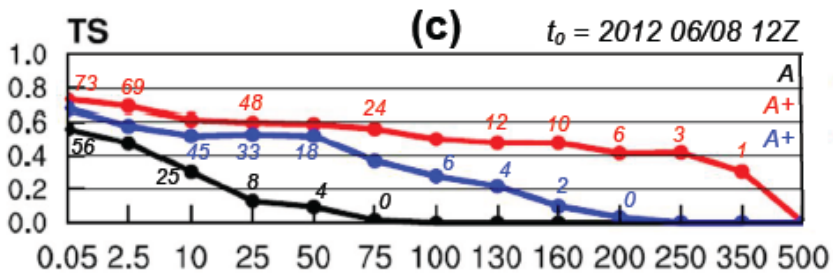 TS (c) t₀ = 2012 06/08 12Z
1.0
0.8 73 69 A
0.6 48 24 12 10 6 3 A+
0.4 56 45 33 18 6 4 2 0 1 A+
0.2 25 8 4 0
0.0
0.05 2.5 10 25 50 75 100 130 160 200 250 350 500